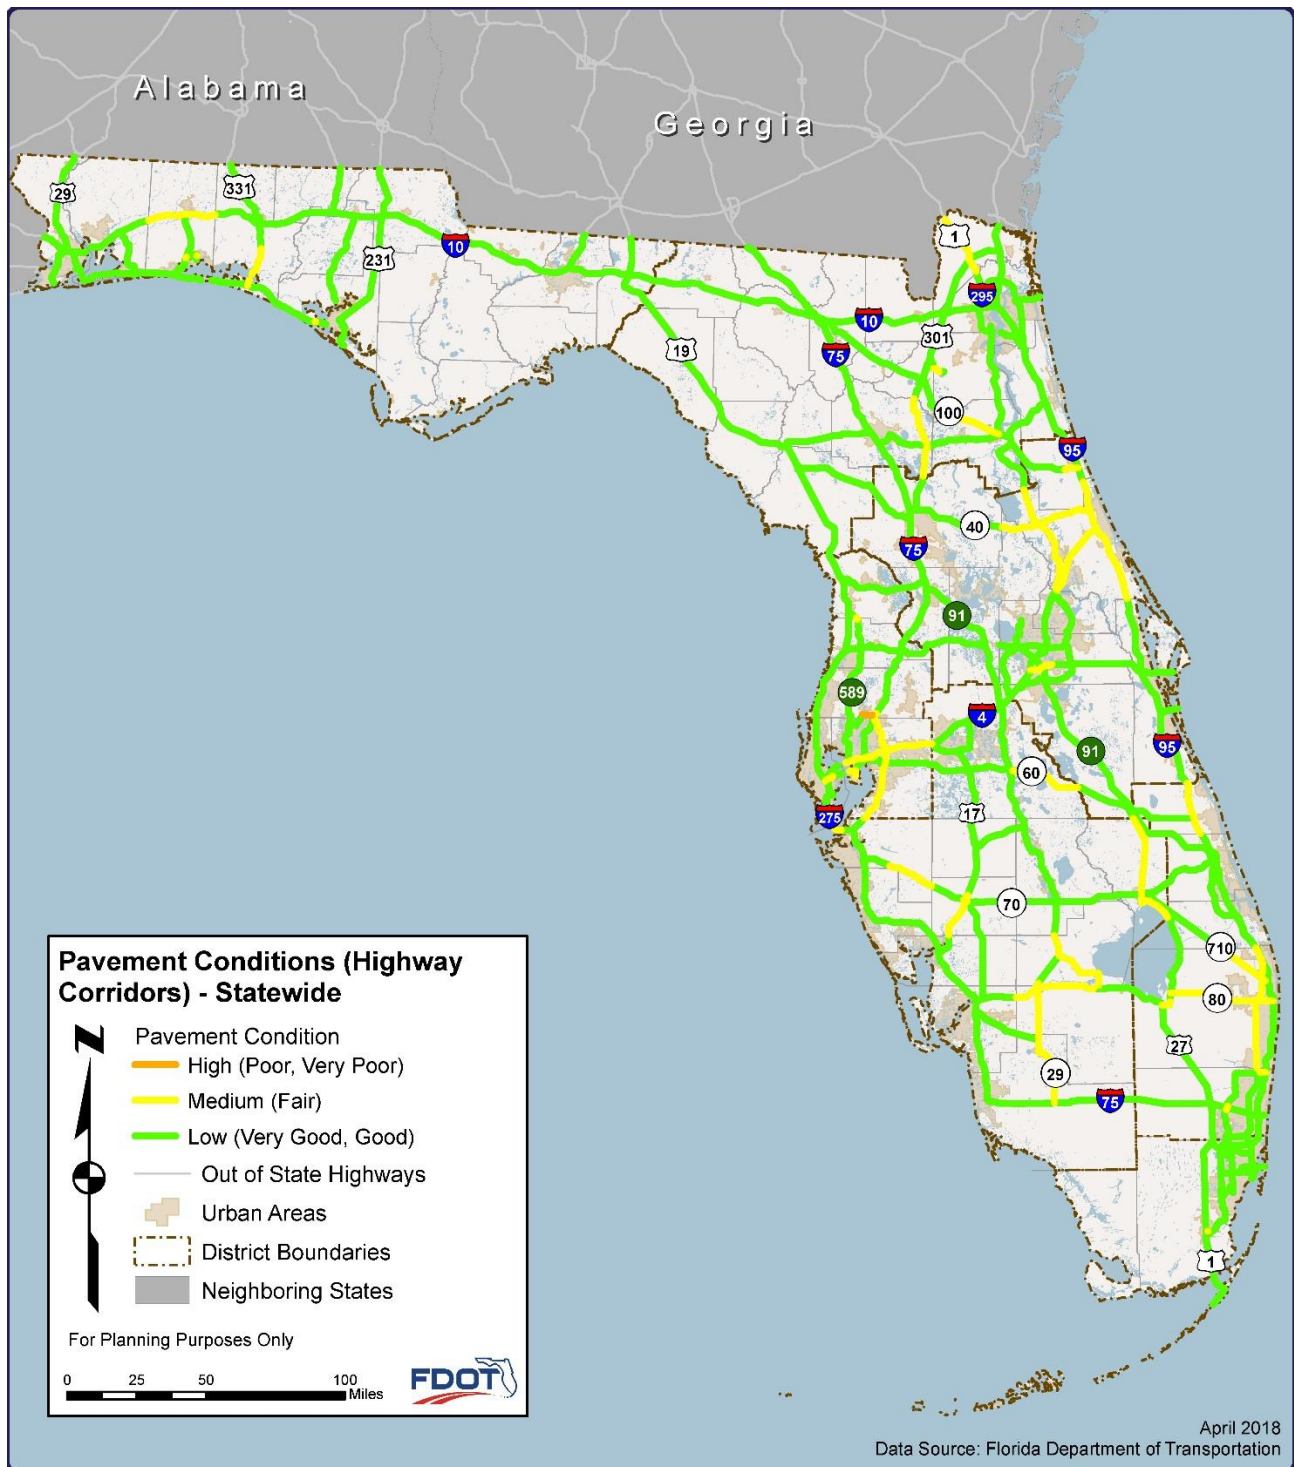 Alabama
Georgia
29
331
231
10
1
295
10
301
75
19
100
95
40
75
91
589
4
91
95
60
275
17
70
710
80
27
29
75
1
Pavement Conditions (Highway
Corridors) - Statewide
N
Pavement Condition
High (Poor, Very Poor)
Medium (Fair)
Low (Very Good, Good)
Out of State Highways
Urban Areas
District Boundaries
Neighboring States
For Planning Purposes Only
0 25 50 100
Miles
FDOT
April 2018
Data Source: Florida Department of Transportation